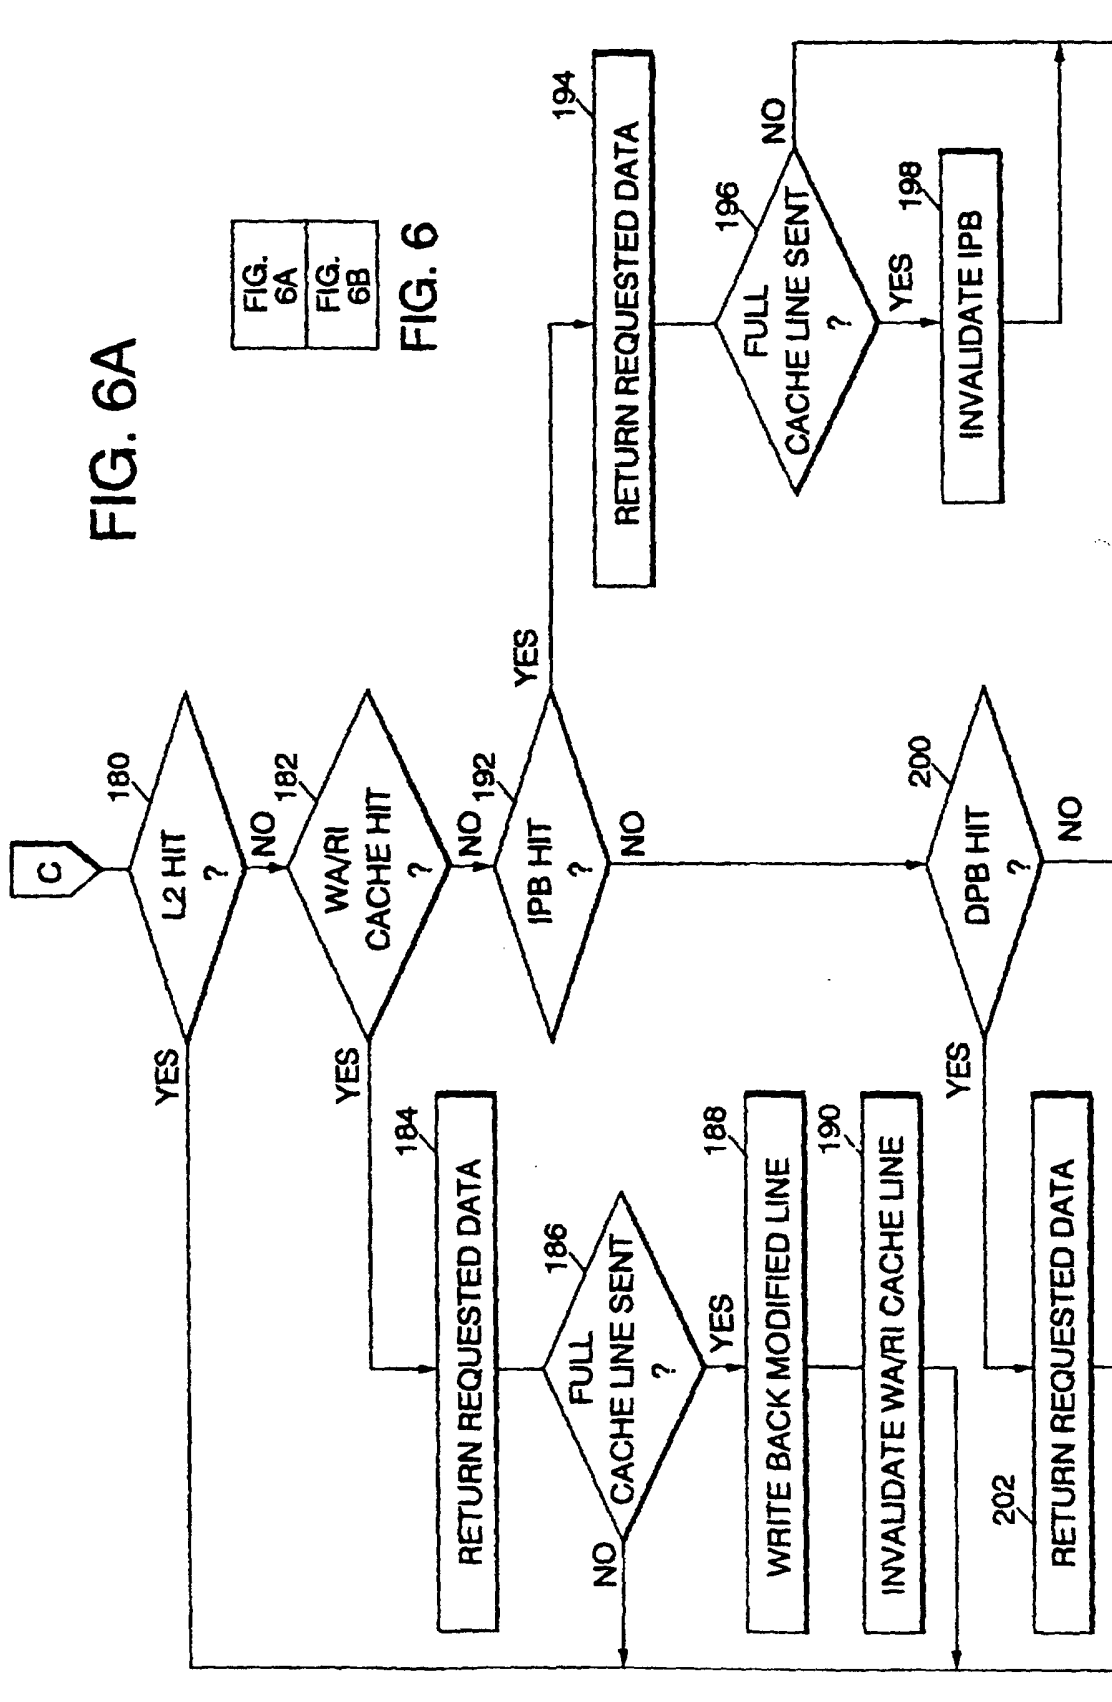 FIG. 6A
FIG.
6A
FIG.
6B
FIG. 6
C
180
L2 HIT
?
YES
NO
182
WA/RI
CACHE HIT
?
YES
NO
184
RETURN REQUESTED DATA
186
FULL
CACHE LINE SENT
?
NO
YES
188
WRITE BACK MODIFIED LINE
190
INVALIDATE WA/RI CACHE LINE
192
IPB HIT
?
YES
NO
194
RETURN REQUESTED DATA
196
FULL
CACHE LINE SENT
?
NO
YES
198
INVALIDATE IPB
200
DPB HIT
?
YES
NO
202
RETURN REQUESTED DATA